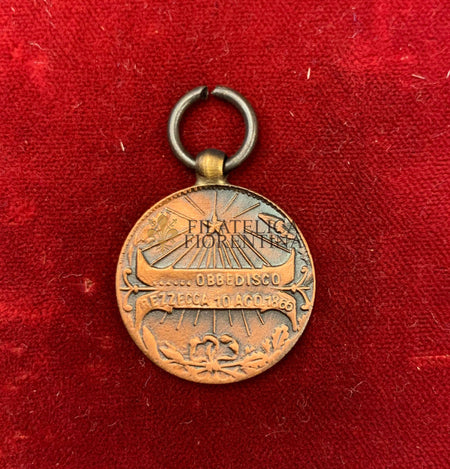 FILATELICA
FIORENTINA
...... OBBEDISCO
BEZZECCA 10 AGO. 1866